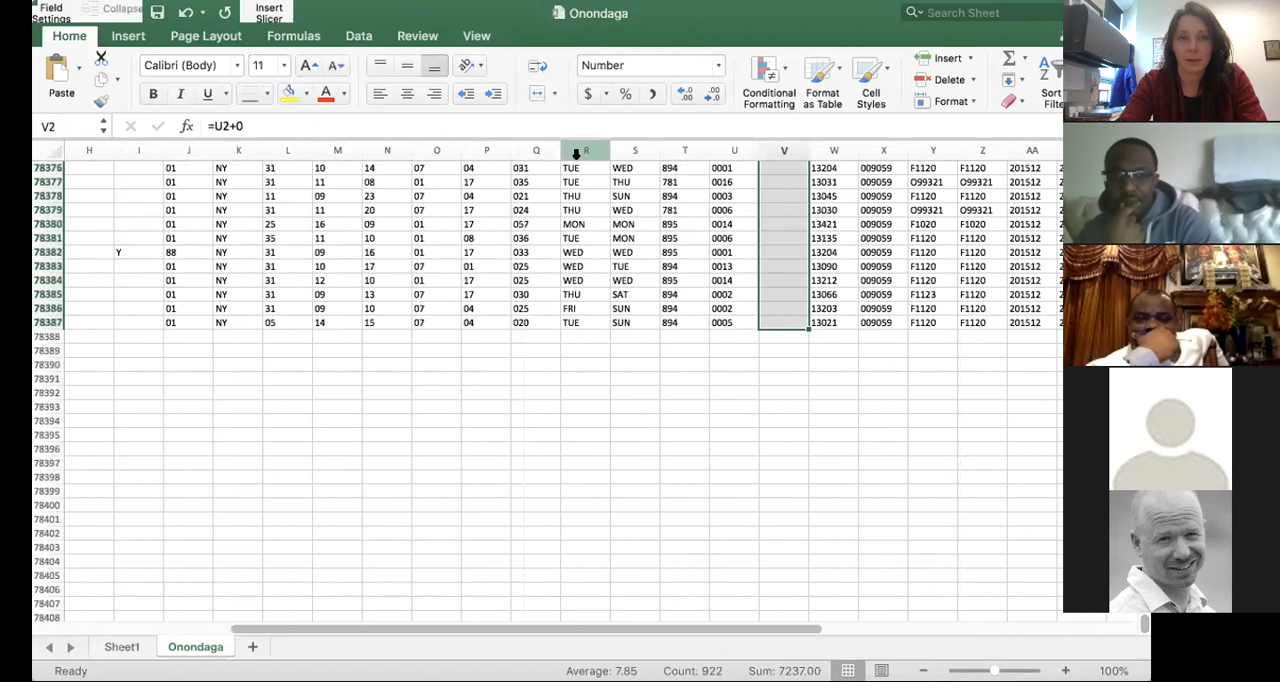 Field Collapse Insert Onondaga Search Sheet
Settings Slicer
Home Insert Page Layout Formulas Data Review View
Calibri (Body) 11 A A Number Insert
Paste B I U A $ % Conditional Format Cell Delete Sort
Formatting as Table Styles Format Filte
V2 fx =U2+0
H I J K L M N O P Q R S T U V W X Y Z AA
78376 01 NY 31 10 14 07 04 031 TUE WED 894 0001 13204 009059 F1120 F1120 201512
78377 01 NY 31 11 08 01 17 035 TUE THU 781 0016 13031 009059 O99321 O99321 201512
78378 01 NY 31 11 09 23 07 04 021 THU SUN 894 0003 13045 009059 F1120 F1120 201512
78379 01 NY 31 11 20 07 17 024 THU WED 781 0006 13030 009059 O99321 O99321 201512
78380 01 NY 25 16 09 01 17 057 MON MON 895 0014 13421 009059 F1020 F1020 201512
78381 01 NY 35 11 10 01 08 036 TUE MON 895 0006 13135 009059 F1120 F1120 201512
78382 Y 88 NY 31 09 16 01 17 033 WED WED 895 0001 13204 009059 F1120 F1120 201512
78383 01 NY 31 10 17 07 01 025 WED TUE 894 0013 13090 009059 F1120 F1120 201512
78384 01 NY 31 12 10 01 17 025 WED WED 895 0014 13212 009059 F1120 F1120 201512
78385 01 NY 31 09 13 07 17 030 THU SAT 894 0002 13066 009059 F1123 F1120 201512
78386 01 NY 31 09 10 07 04 025 FRI SUN 894 0002 13203 009059 F1120 F1120 201512
78387 01 NY 05 14 15 07 04 020 TUE SUN 894 0002 13021 009059 F1120 F1120 201512
78388
78389
78390
78391
78392
78393
78394
78395
78396
78397
78398
78399
78400
78401
78402
78403
78404
78405
78406
78407
78408
Sheet1 Onondaga
Ready Average: 7.85 Count: 922 Sum: 7237.00 100%